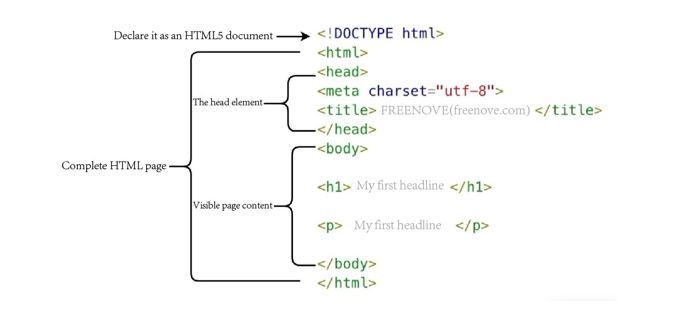 Declare it as an HTML5 document
<!DOCTYPE html>
<html>
<head>
The head element
<meta charset="utf-8">
<title> FREENOVE(freenove.com) </title>
</head>
<body>
Complete HTML page
<h1> My first headline </h1>
Visible page content
<p> My first headline </p>
</body>
</html>